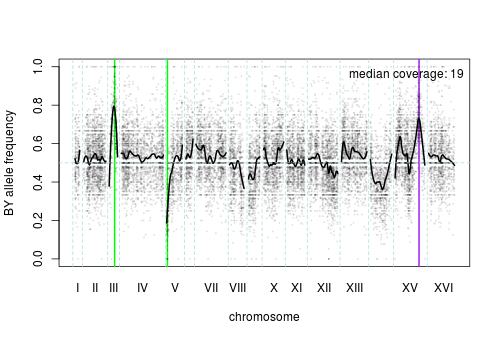 median coverage: 19
BY allele frequency
1.0
0.8
0.6
0.4
0.2
0.0
I II III IV V VII VIII X XI XII XIII XV XVI
chromosome